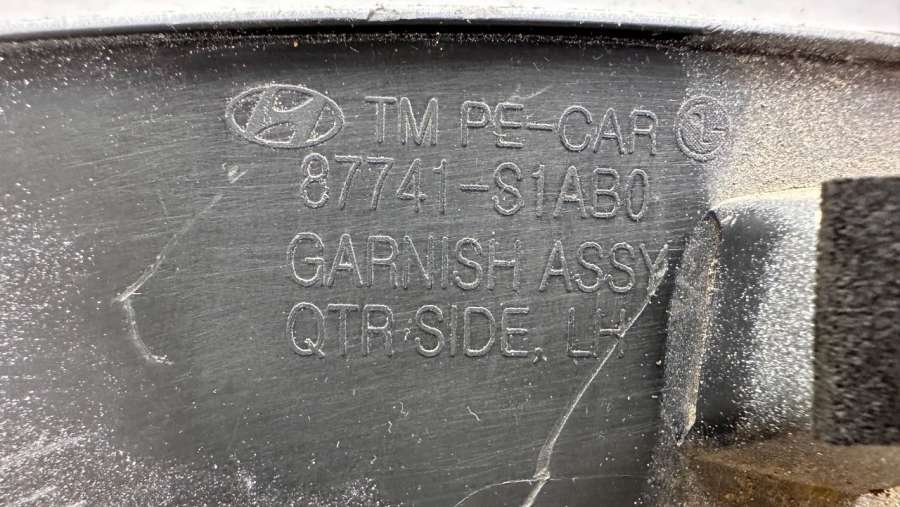 TM PE-CAR
87741-S1AB0
GARNISH ASSY
QTR SIDE, LH